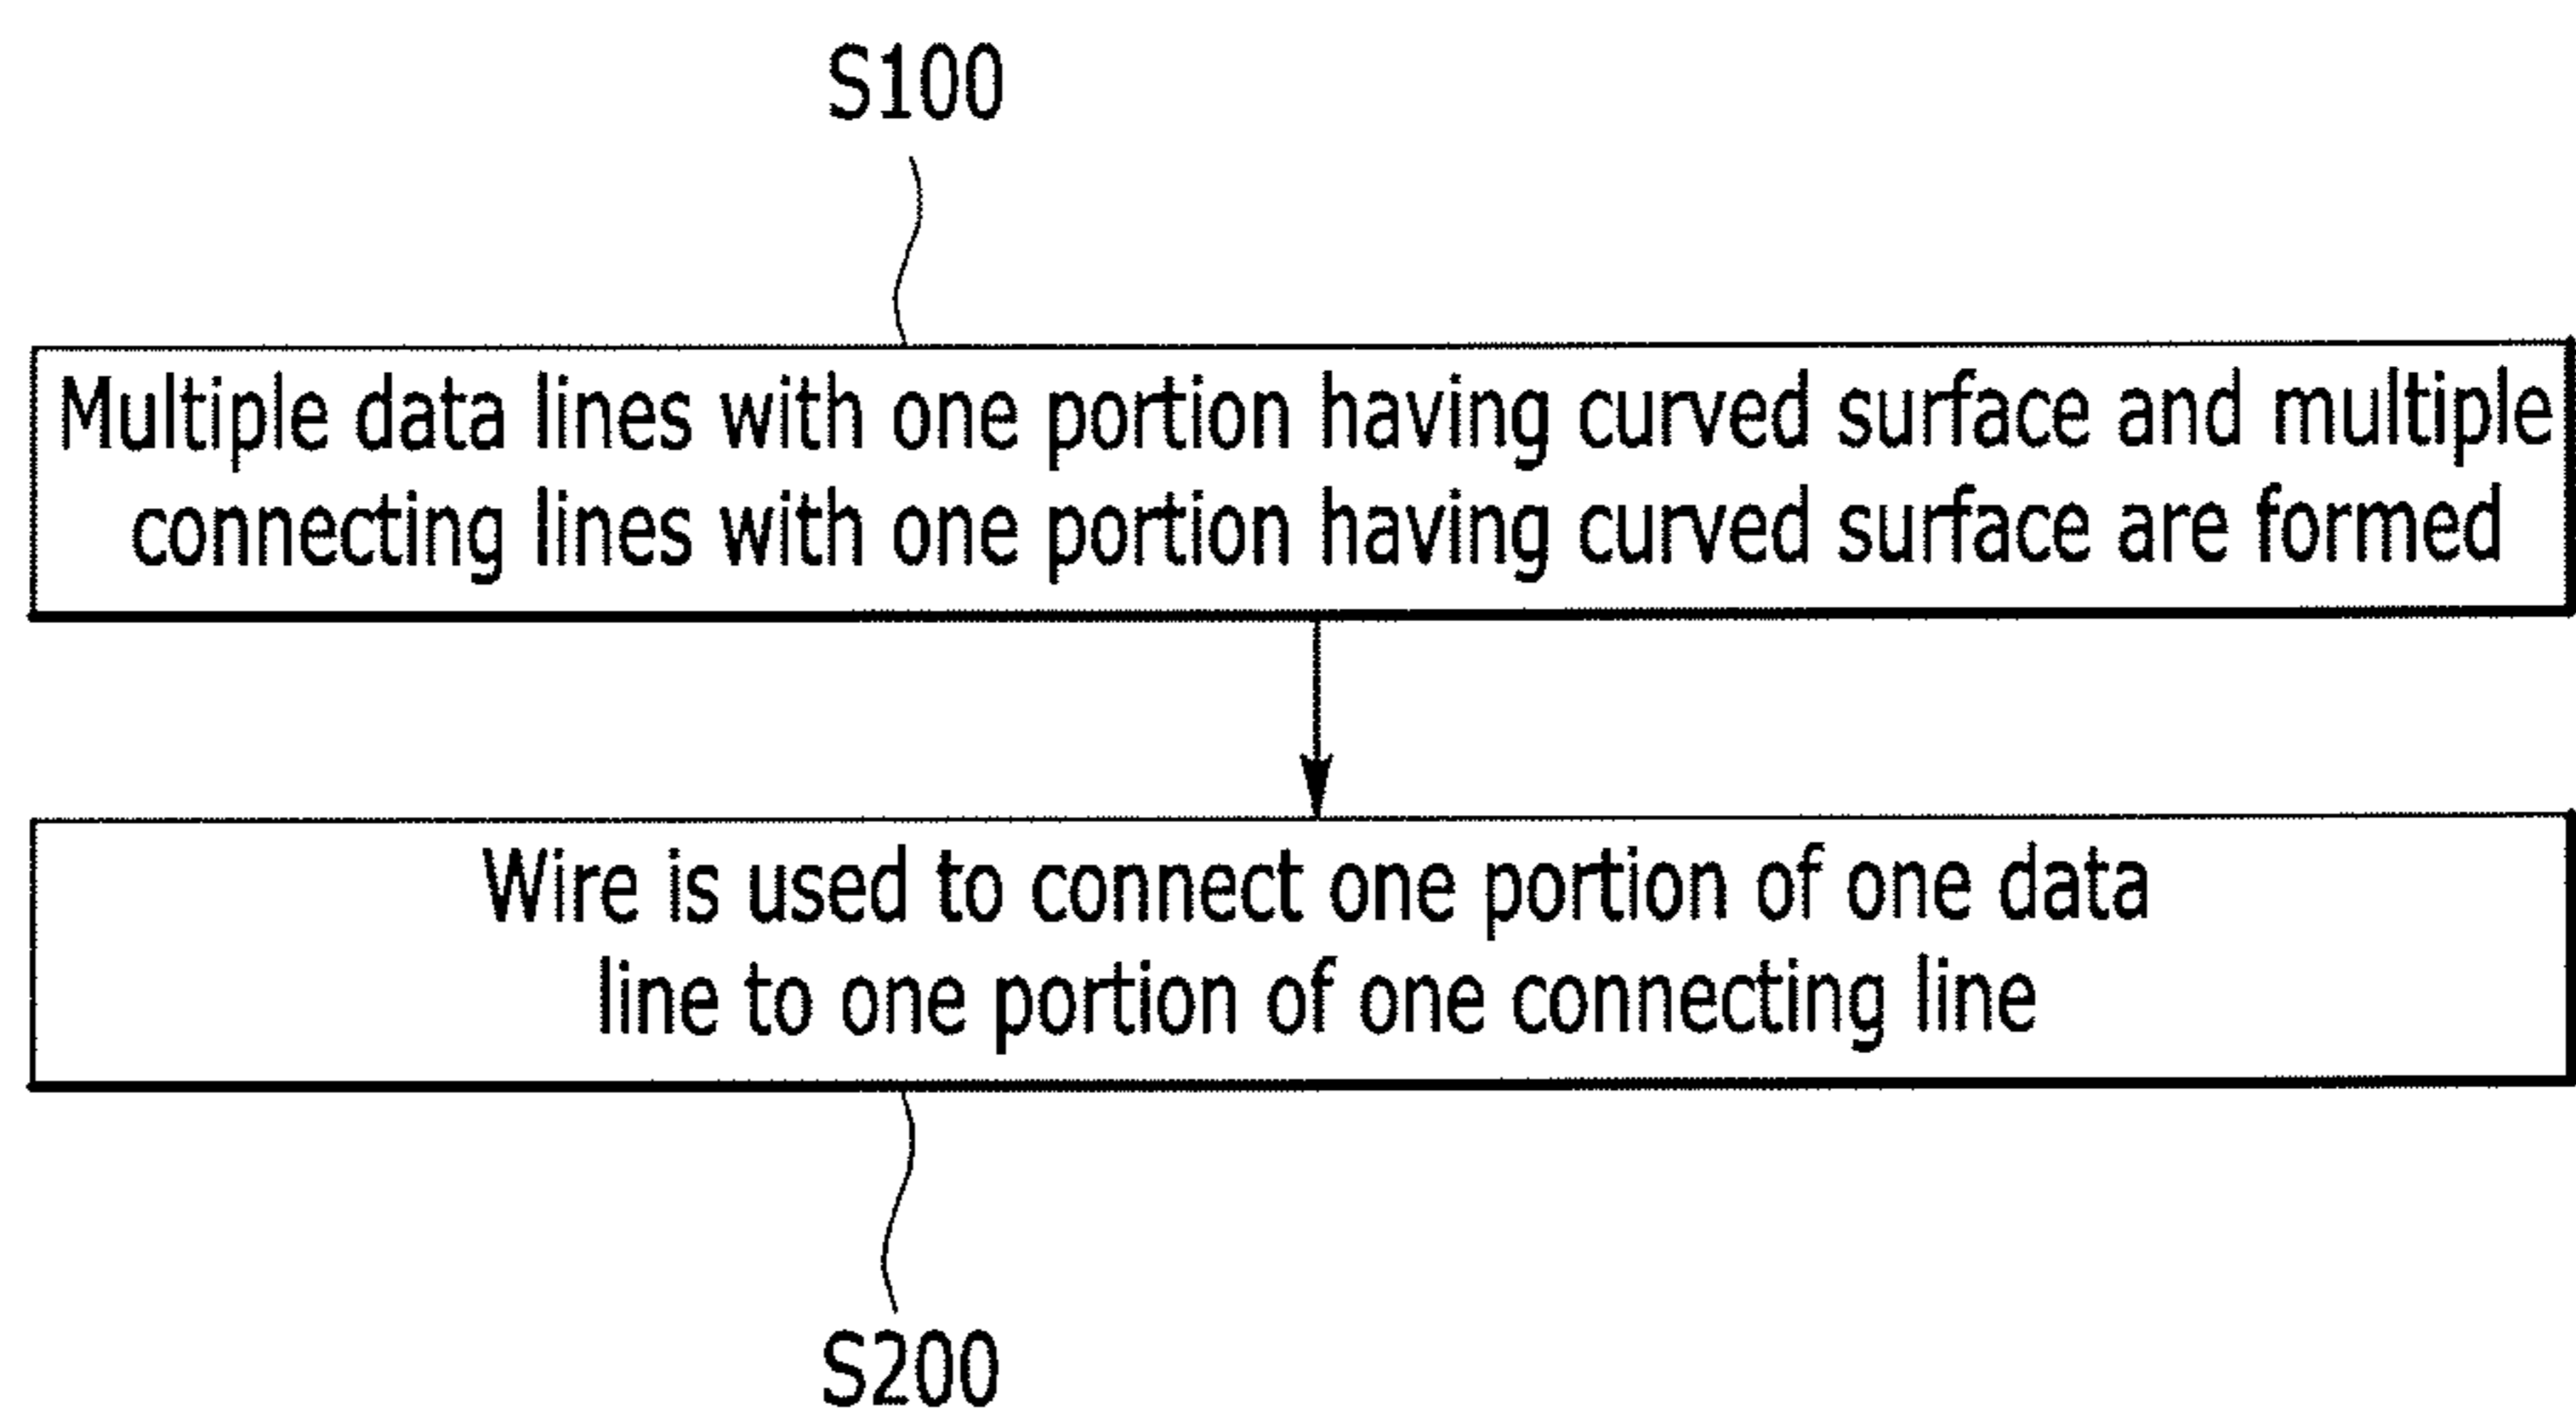 S100
Multiple data lines with one portion having curved surface and multiple
connecting lines with one portion having curved surface are formed
Wire is used to connect one portion of one data
line to one portion of one connecting line
S200